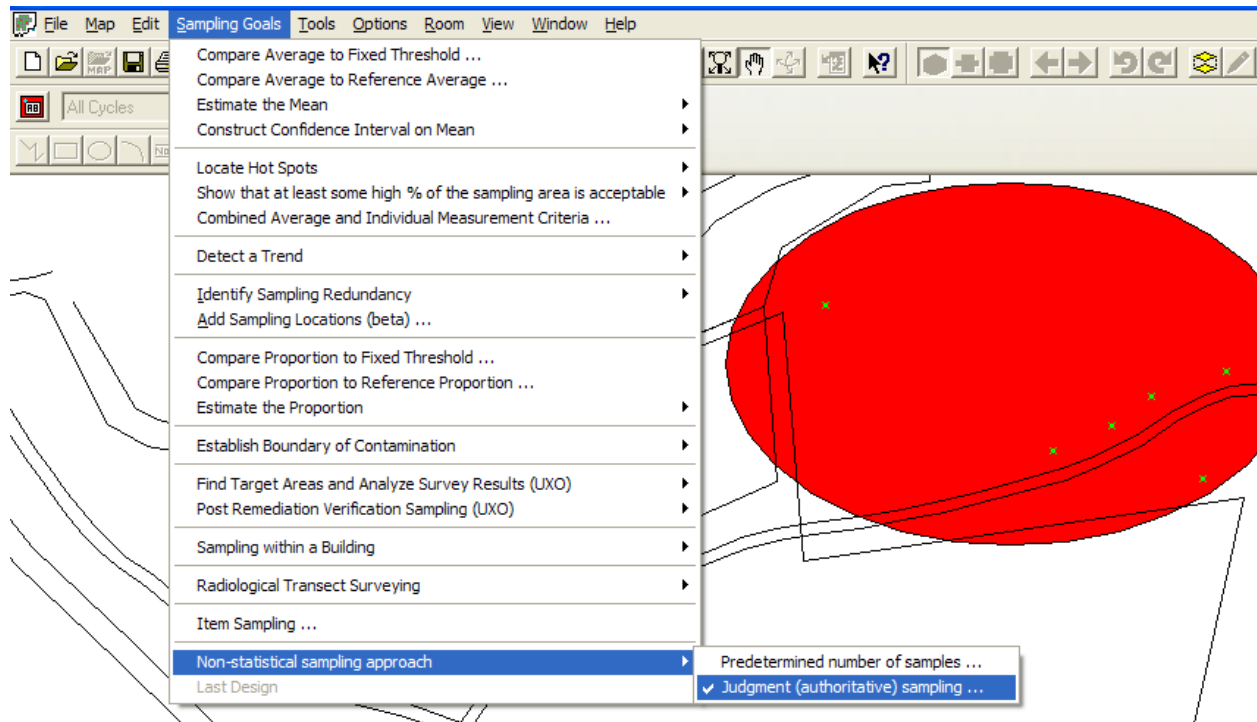 File Map Edit Sampling Goals Tools Options Room View Window Help
MAP
All Cycles
Compare Average to Fixed Threshold ...
Compare Average to Reference Average ...
Estimate the Mean
Construct Confidence Interval on Mean
Locate Hot Spots
Show that at least some high % of the sampling area is acceptable
Combined Average and Individual Measurement Criteria ...
Detect a Trend
Identify Sampling Redundancy
Add Sampling Locations (beta) ...
Compare Proportion to Fixed Threshold ...
Compare Proportion to Reference Proportion ...
Estimate the Proportion
Establish Boundary of Contamination
Find Target Areas and Analyze Survey Results (UXO)
Post Remediation Verification Sampling (UXO)
Sampling within a Building
Radiological Transect Surveying
Item Sampling ...
Non-statistical sampling approach
Predetermined number of samples ...
Last Design
Judgment (authoritative) sampling ...